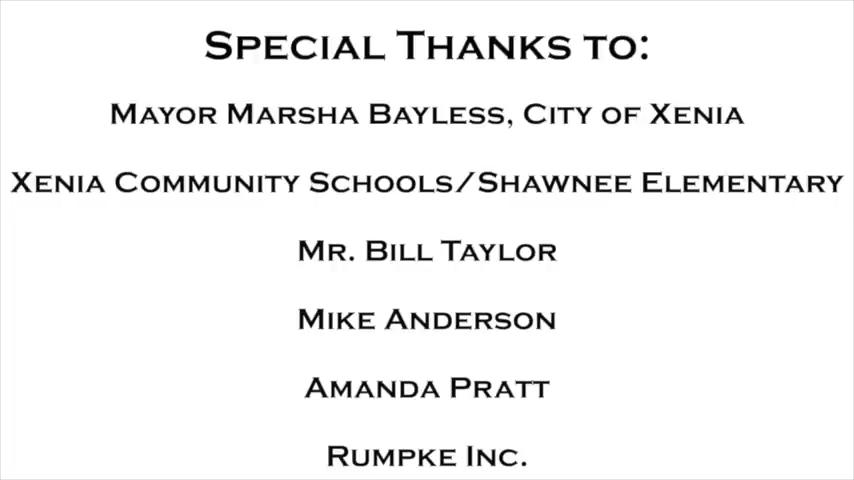 Special Thanks to:
Mayor Marsha Bayless, City of Xenia
Xenia Community Schools/Shawnee Elementary
Mr. Bill Taylor
Mike Anderson
Amanda Pratt
Rumpke Inc.